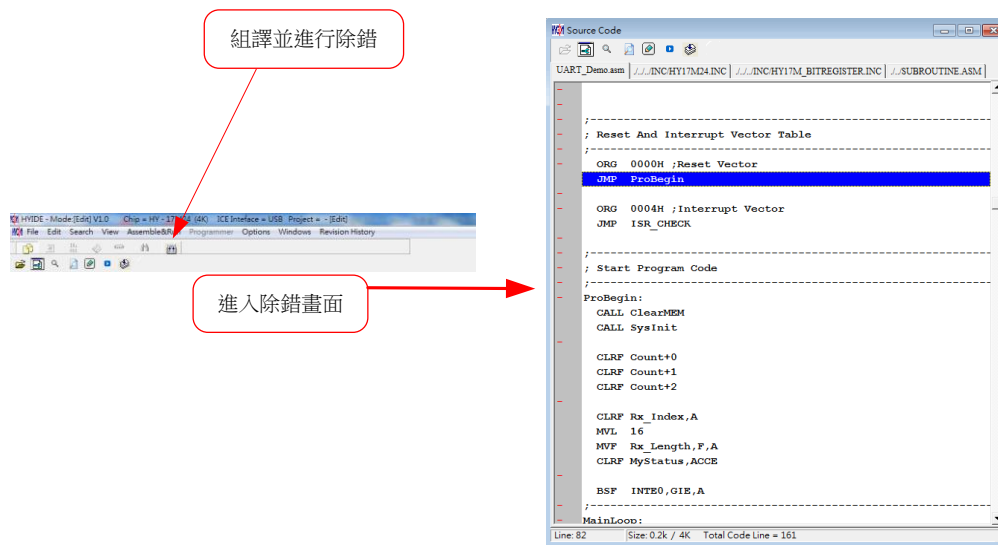 組譯並進行除錯
HYIDE - Mode:[Edit] V1.0 Chip = HY - 17M24 (4K) ICE Inteface = USB Project = - [Edit]
File Edit Search View Assemble&Run Programmer Options Windows Revision History
進入除錯畫面
Source Code
UART_Demo.asm /../../INC/HY17M24.INC /../../INC/HY17M_BITREGISTER.INC /../SUBROUTINE.ASM
;-----------------------------------------------------
; Reset And Interrupt Vector Table
;-----------------------------------------------------
ORG 0000H ;Reset Vector
JMP ProBegin
ORG 0004H ;Interrupt Vector
JMP ISR_CHECK
;-----------------------------------------------------
; Start Program Code
;-----------------------------------------------------
ProBegin:
CALL ClearMEM
CALL SysInit
CLRF Count+0
CLRF Count+1
CLRF Count+2
CLRF Rx_Index,A
MVL 16
MVF Rx_Length,F,A
CLRF MyStatus,ACCE
BSF INTE0,GIE,A
;-----------------------------------------------------
MainLoop:
Line: 82 Size: 0.2k / 4K Total Code Line = 161